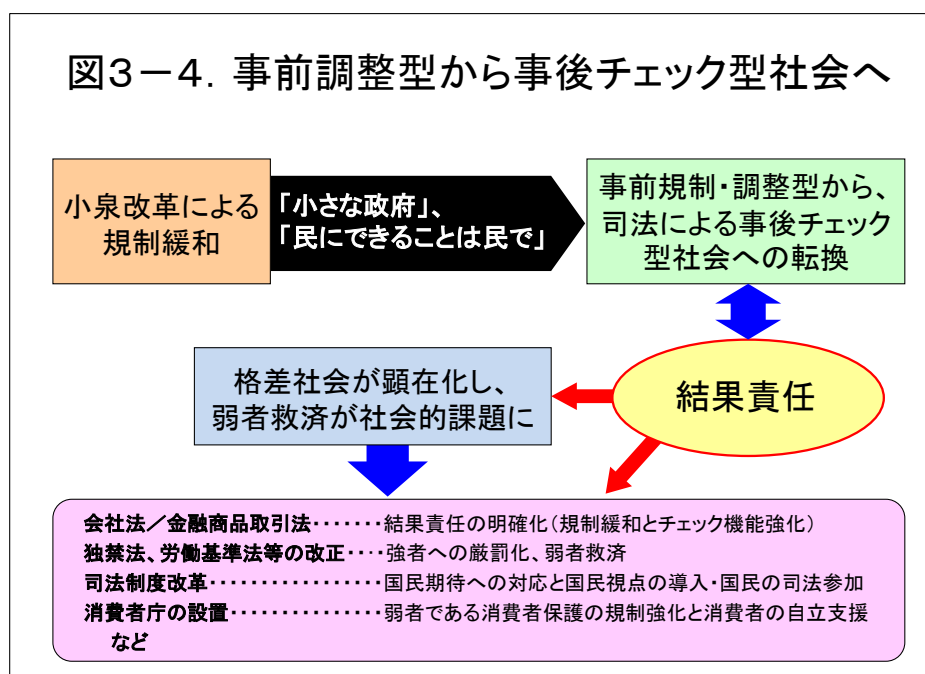 図3-4. 事前調整型から事後チェック型社会へ
小泉改革による
規制緩和
「小さな政府」、
「民にできることは民で」
事前規制・調整型から、
司法による事後チェック
型社会への転換
格差社会が顕在化し、
弱者救済が社会的課題に
結果責任
会社法/金融商品取引法・・・・・・・結果責任の明確化(規制緩和とチェック機能強化)
独禁法、労働基準法等の改正・・・・強者への厳罰化、弱者救済
司法制度改革・・・・・・・・・・・・・・・・・国民期待への対応と国民視点の導入・国民の司法参加
消費者庁の設置・・・・・・・・・・・・・・・弱者である消費者保護の規制強化と消費者の自立支援
など